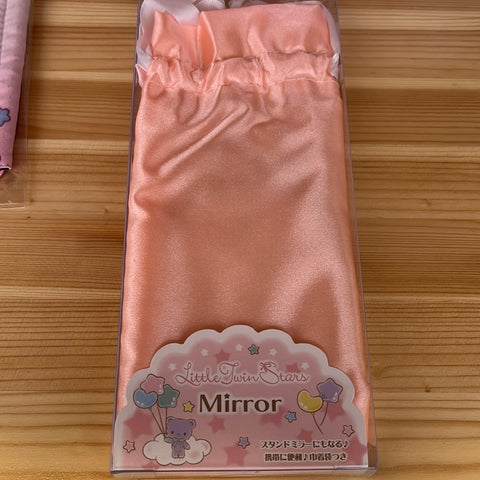 Little Twin Stars
Mirror
スタンドミラーにもなる♪
携帯に便利♪巾着袋つき